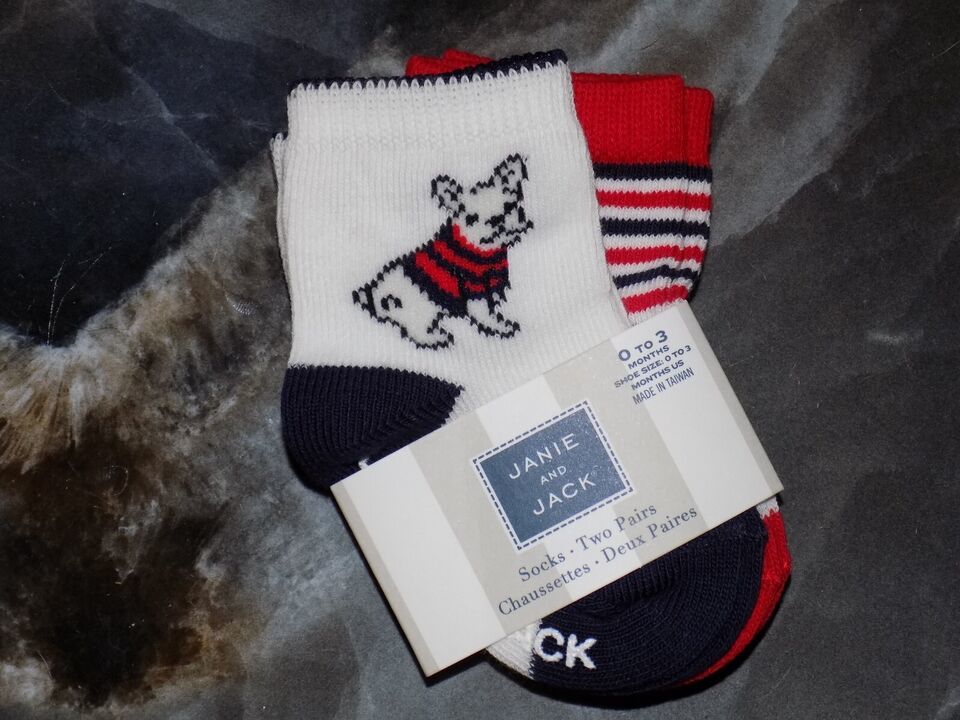 0 TO 3
MONTHS
SHOE SIZE: 0 TO 3
MONTHS US
MADE IN TAIWAN
JANIE
AND
JACK®
Socks • Two Pairs
Chaussettes • Deux Paires
CK